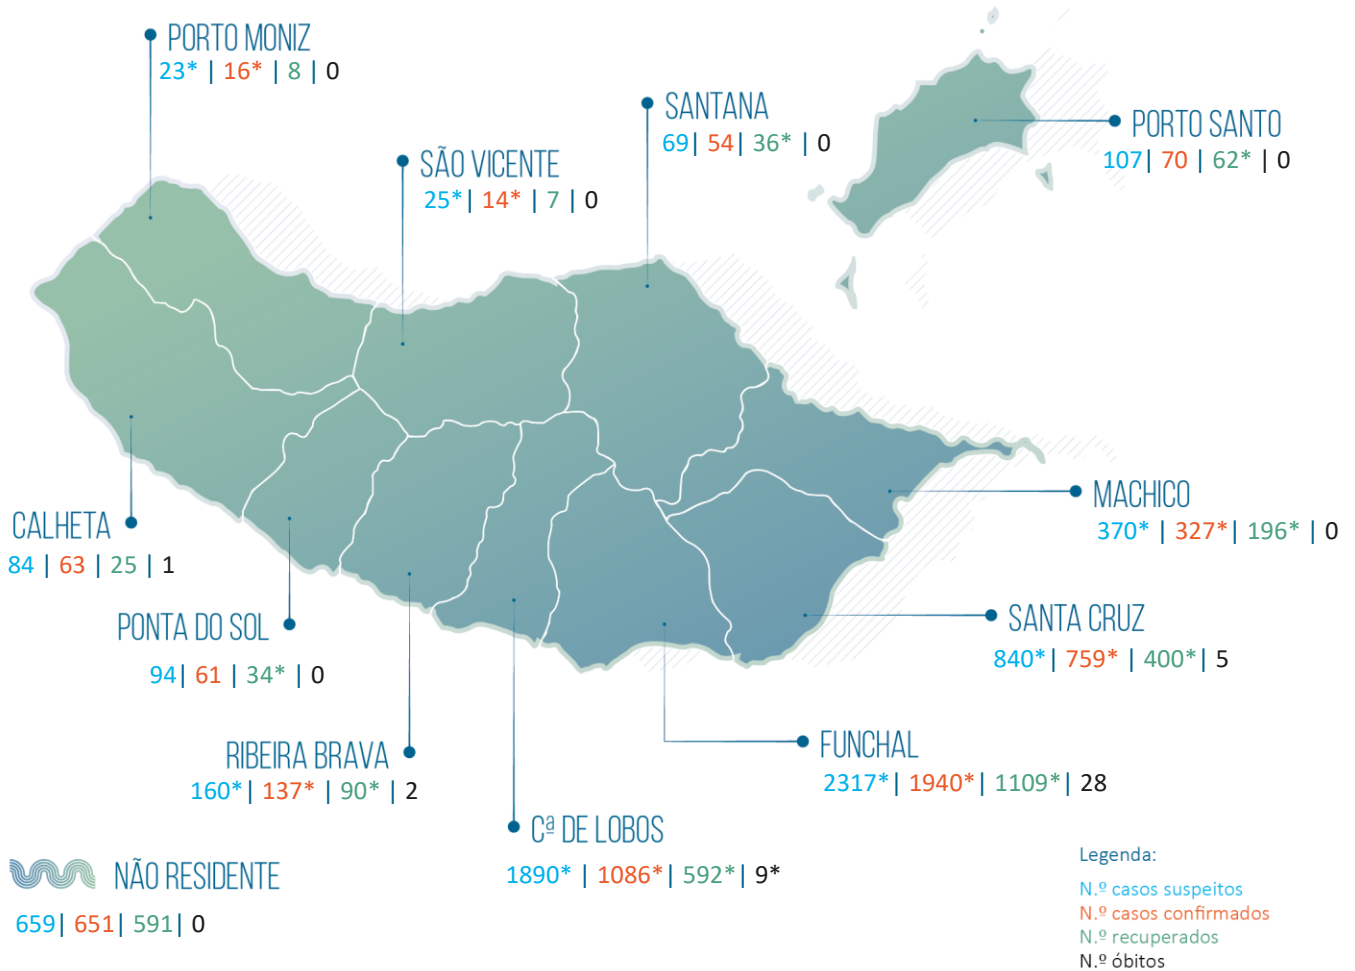 PORTO MONIZ
23* | 16* | 8 | 0
SANTANA
69| 54| 36* | 0
PORTO SANTO
107| 70 | 62* | 0
SÃO VICENTE
25*| 14* | 7 | 0
MACHICO
370* | 327*| 196* | 0
CALHETA
84 | 63 | 25 | 1
PONTA DO SOL
94| 61 | 34* | 0
SANTA CRUZ
840*| 759* | 400*| 5
RIBEIRA BRAVA
160*| 137* | 90* | 2
FUNCHAL
2317*| 1940*| 1109*| 28
Cª DE LOBOS
1890* | 1086*| 592*| 9*
NÃO RESIDENTE
659| 651| 591| 0
Legenda:
N.º casos suspeitos
N.º casos confirmados
N.º recuperados
N.º óbitos